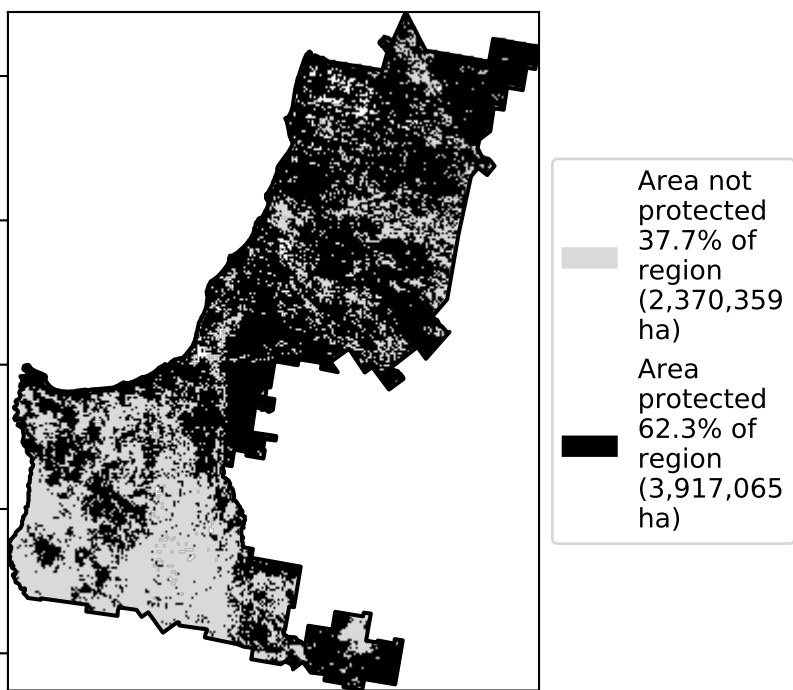 Area not
protected
37.7% of
region
(2,370,359
ha)
Area
protected
62.3% of
region
(3,917,065
ha)